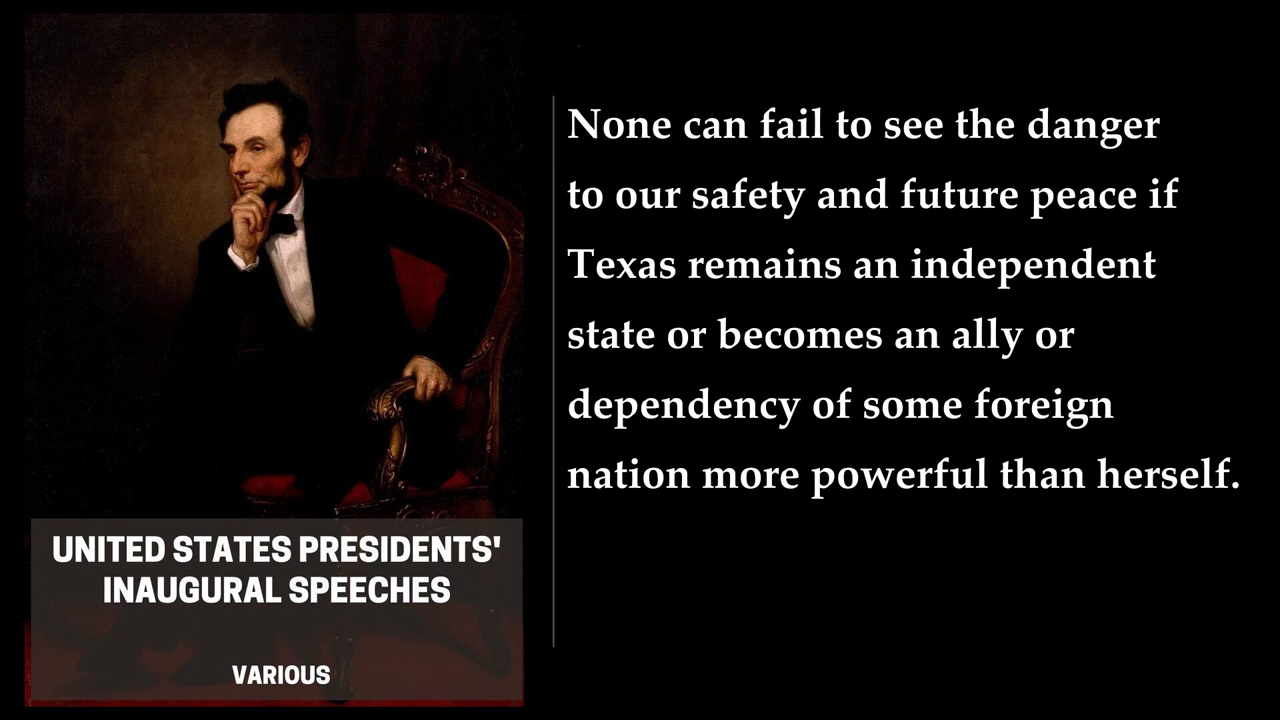 None can fail to see the danger
to our safety and future peace if
Texas remains an independent
state or becomes an ally or
dependency of some foreign
nation more powerful than herself.
UNITED STATES PRESIDENTS'
INAUGURAL SPEECHES
VARIOUS